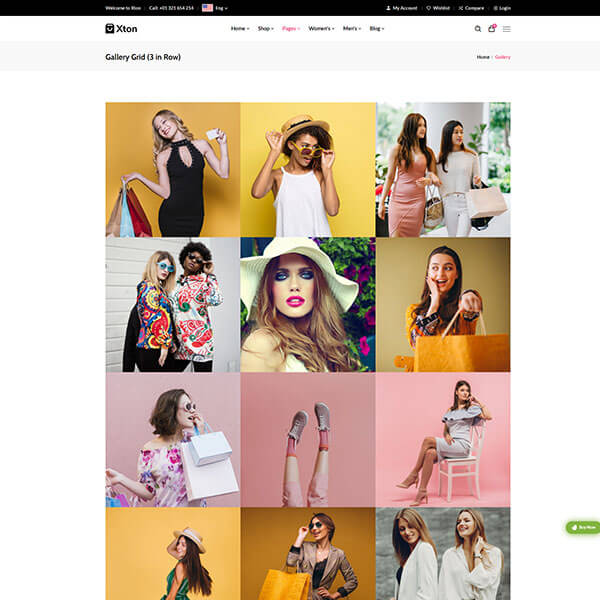 Welcome to Xton Call: +01 321 654 214 Eng My Account Wishlist Compare Login
Xton Home Shop Pages Women's Men's Blog 0
Gallery Grid (3 in Row) Home Gallery
Buy Now